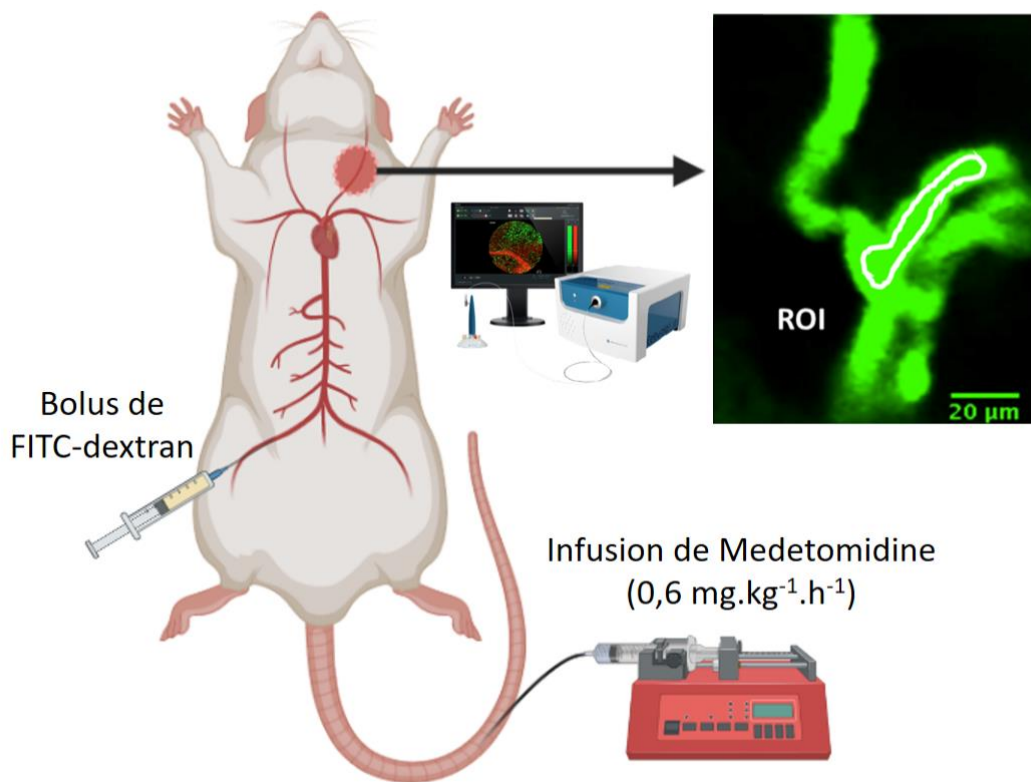 ROI
20 µm
Bolus de
FITC-dextran
Infusion de Medetomidine
(0,6 mg.kg⁻¹.h⁻¹)